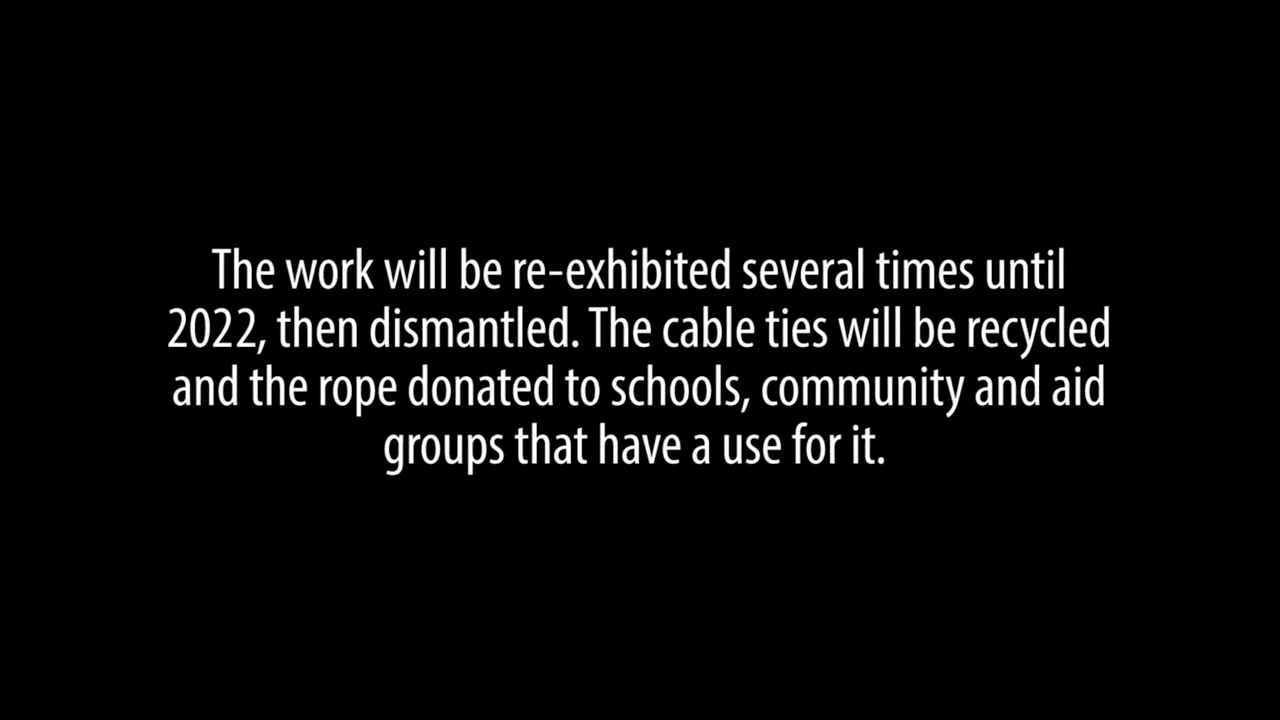 The work will be re-exhibited several times until
2022, then dismantled. The cable ties will be recycled
and the rope donated to schools, community and aid
groups that have a use for it.